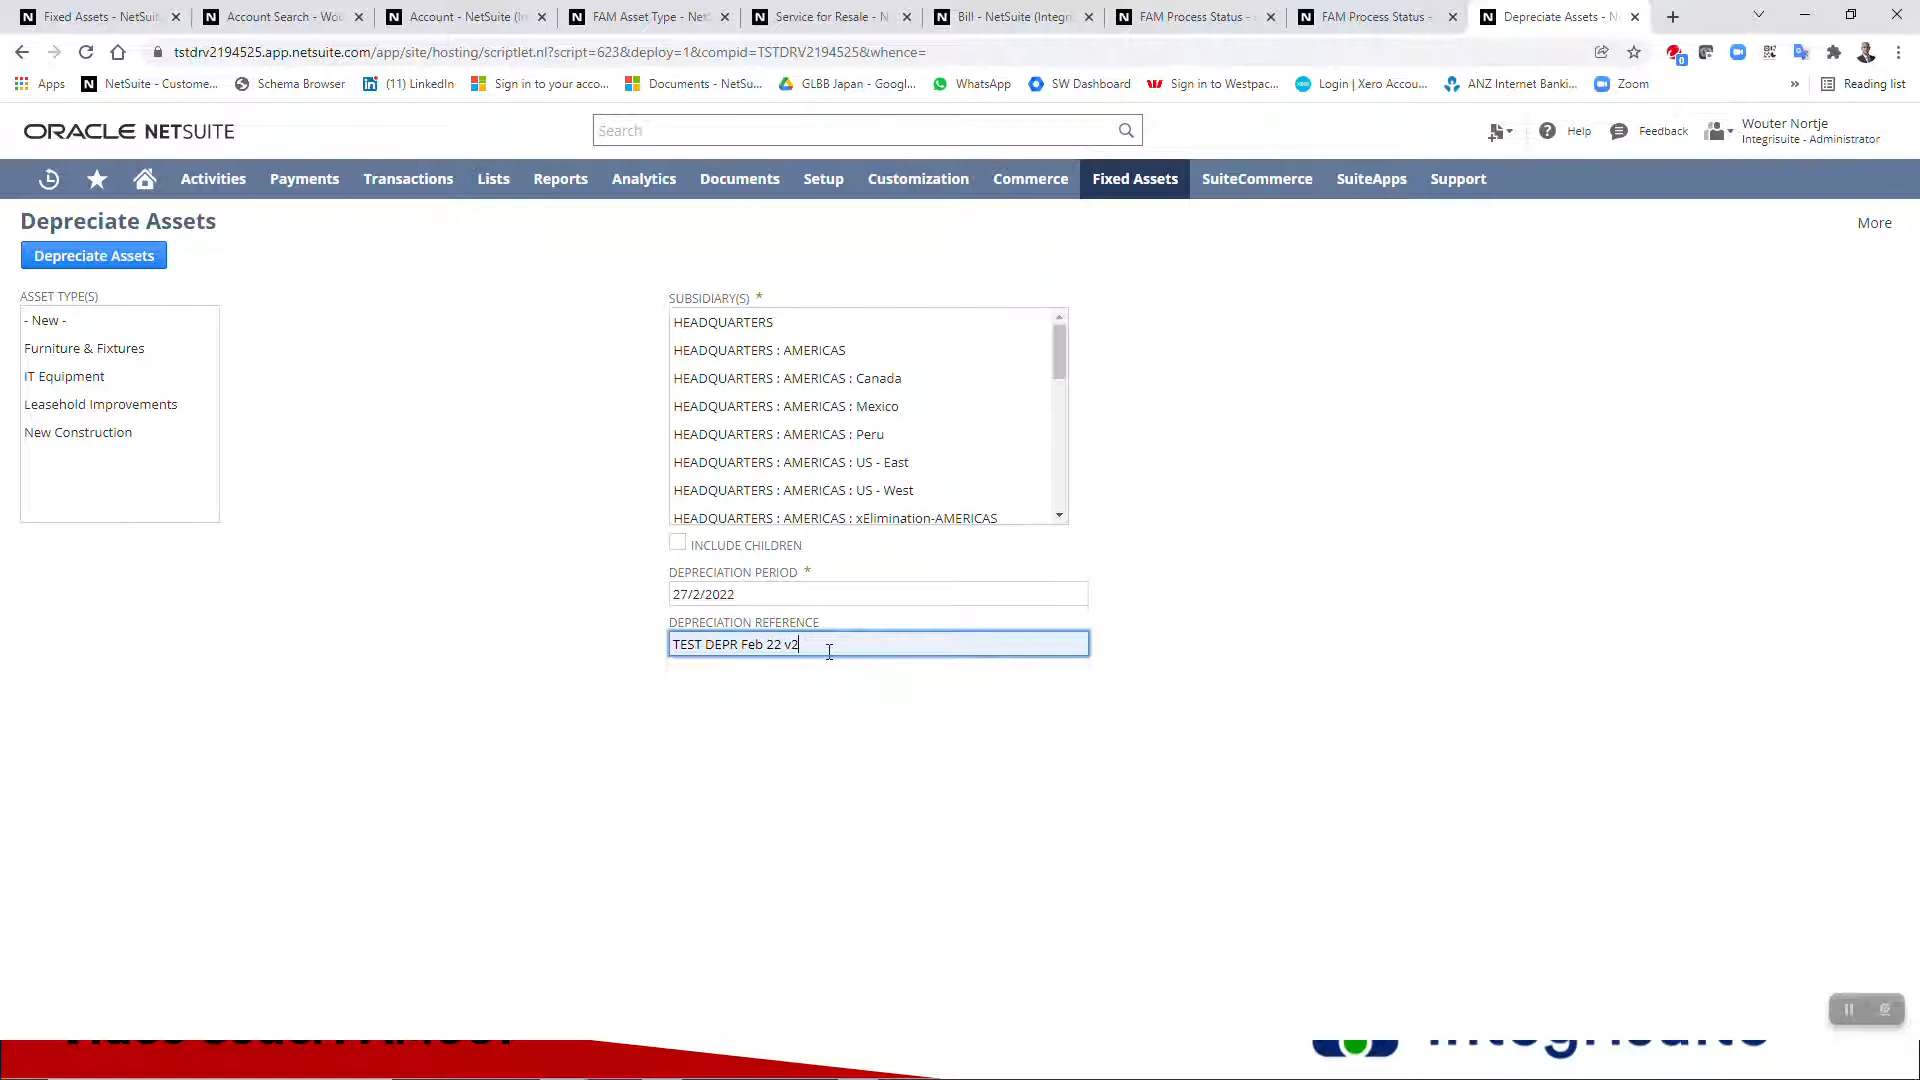 Fixed Assets - NetSuit
Account Search - Wou
Account - NetSuite (In
FAM Asset Type - Net
Service for Resale - N
Bill - NetSuite (Integri
FAM Process Status -
FAM Process Status -
Depreciate Assets - N
tstdrv2194525.app.netsuite.com/app/site/hosting/scriptlet.nl?script=623&deploy=1&compid=TSTDRV2194525&whence=
Apps
NetSuite - Custome...
Schema Browser
(11) LinkedIn
Sign in to your acco...
Documents - NetSu...
GLBB Japan - Googl...
WhatsApp
SW Dashboard
Sign in to Westpac...
Login | Xero Accou...
ANZ Internet Banki...
Zoom
»
Reading list
ORACLE NETSUITE
Search
Help
Feedback
Wouter Nortje
Integrisuite - Administrator
Activities
Payments
Transactions
Lists
Reports
Analytics
Documents
Setup
Customization
Commerce
Fixed Assets
SuiteCommerce
SuiteApps
Support
Depreciate Assets
More
Depreciate Assets
ASSET TYPE(S)
- New -
Furniture & Fixtures
IT Equipment
Leasehold Improvements
New Construction
SUBSIDIARY(S) *
HEADQUARTERS
HEADQUARTERS : AMERICAS
HEADQUARTERS : AMERICAS : Canada
HEADQUARTERS : AMERICAS : Mexico
HEADQUARTERS : AMERICAS : Peru
HEADQUARTERS : AMERICAS : US - East
HEADQUARTERS : AMERICAS : US - West
HEADQUARTERS : AMERICAS : xElimination-AMERICAS
INCLUDE CHILDREN
DEPRECIATION PERIOD *
27/2/2022
DEPRECIATION REFERENCE
TEST DEPR Feb 22 v2